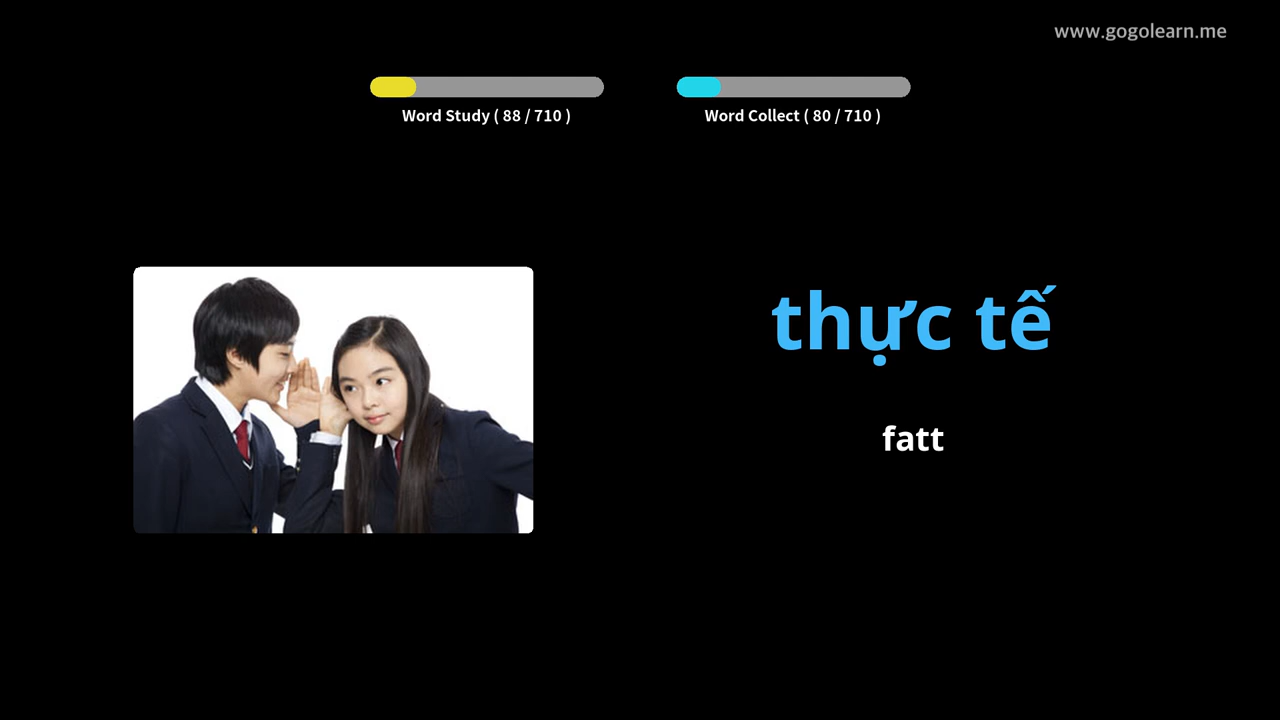 www.gogolearn.me
Word Study ( 88 / 710 )
Word Collect ( 80 / 710 )
thực tế
fatt